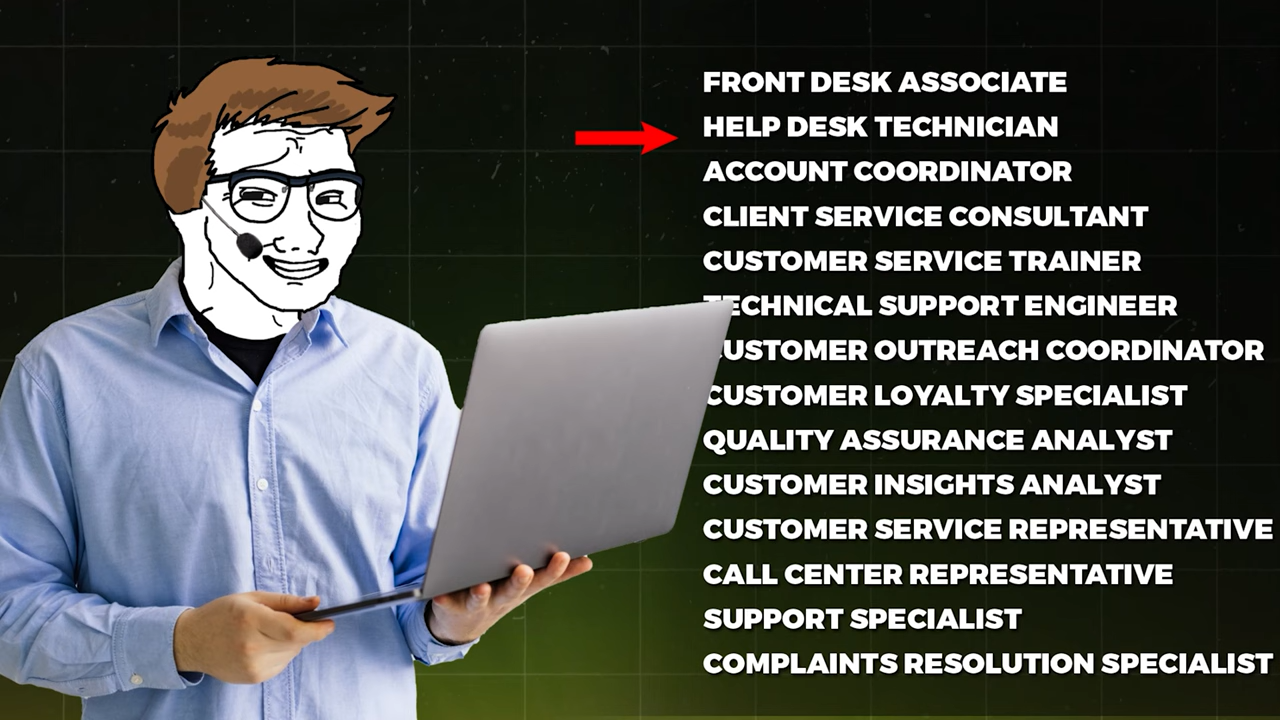 FRONT DESK ASSOCIATE
HELP DESK TECHNICIAN
ACCOUNT COORDINATOR
CLIENT SERVICE CONSULTANT
CUSTOMER SERVICE TRAINER
TECHNICAL SUPPORT ENGINEER
CUSTOMER OUTREACH COORDINATOR
CUSTOMER LOYALTY SPECIALIST
QUALITY ASSURANCE ANALYST
CUSTOMER INSIGHTS ANALYST
CUSTOMER SERVICE REPRESENTATIVE
CALL CENTER REPRESENTATIVE
SUPPORT SPECIALIST
COMPLAINTS RESOLUTION SPECIALIST